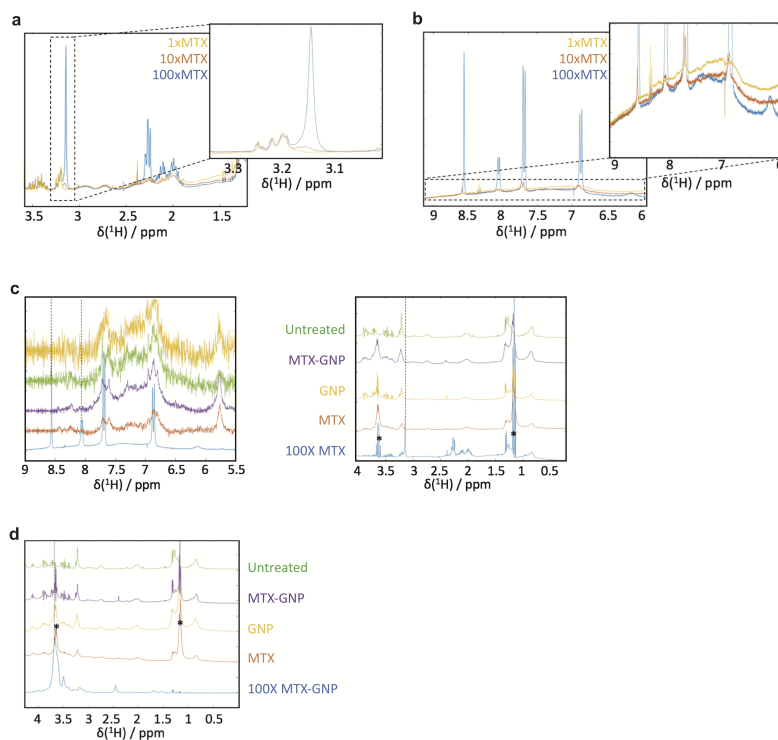 a
1xMTX
10xMTX
100xMTX
3.3 3.2 3.1
δ(¹H) / ppm
3.5 3 2.5 2 1.5
δ(¹H) / ppm
b
1xMTX
10xMTX
100xMTX
9 8 7 6
δ(¹H) / ppm
9 8.5 8 7.5 7 6.5 6
δ(¹H) / ppm
c
9 8.5 8 7.5 7 6.5 6 5.5
δ(¹H) / ppm
Untreated
MTX-GNP
GNP
MTX
100X MTX
* *
4 3.5 3 2.5 2 1.5 1 0.5
δ(¹H) / ppm
d
Untreated
MTX-GNP
GNP
* *
MTX
100X MTX-GNP
4 3.5 3 2.5 2 1.5 1 0.5
δ(¹H) / ppm